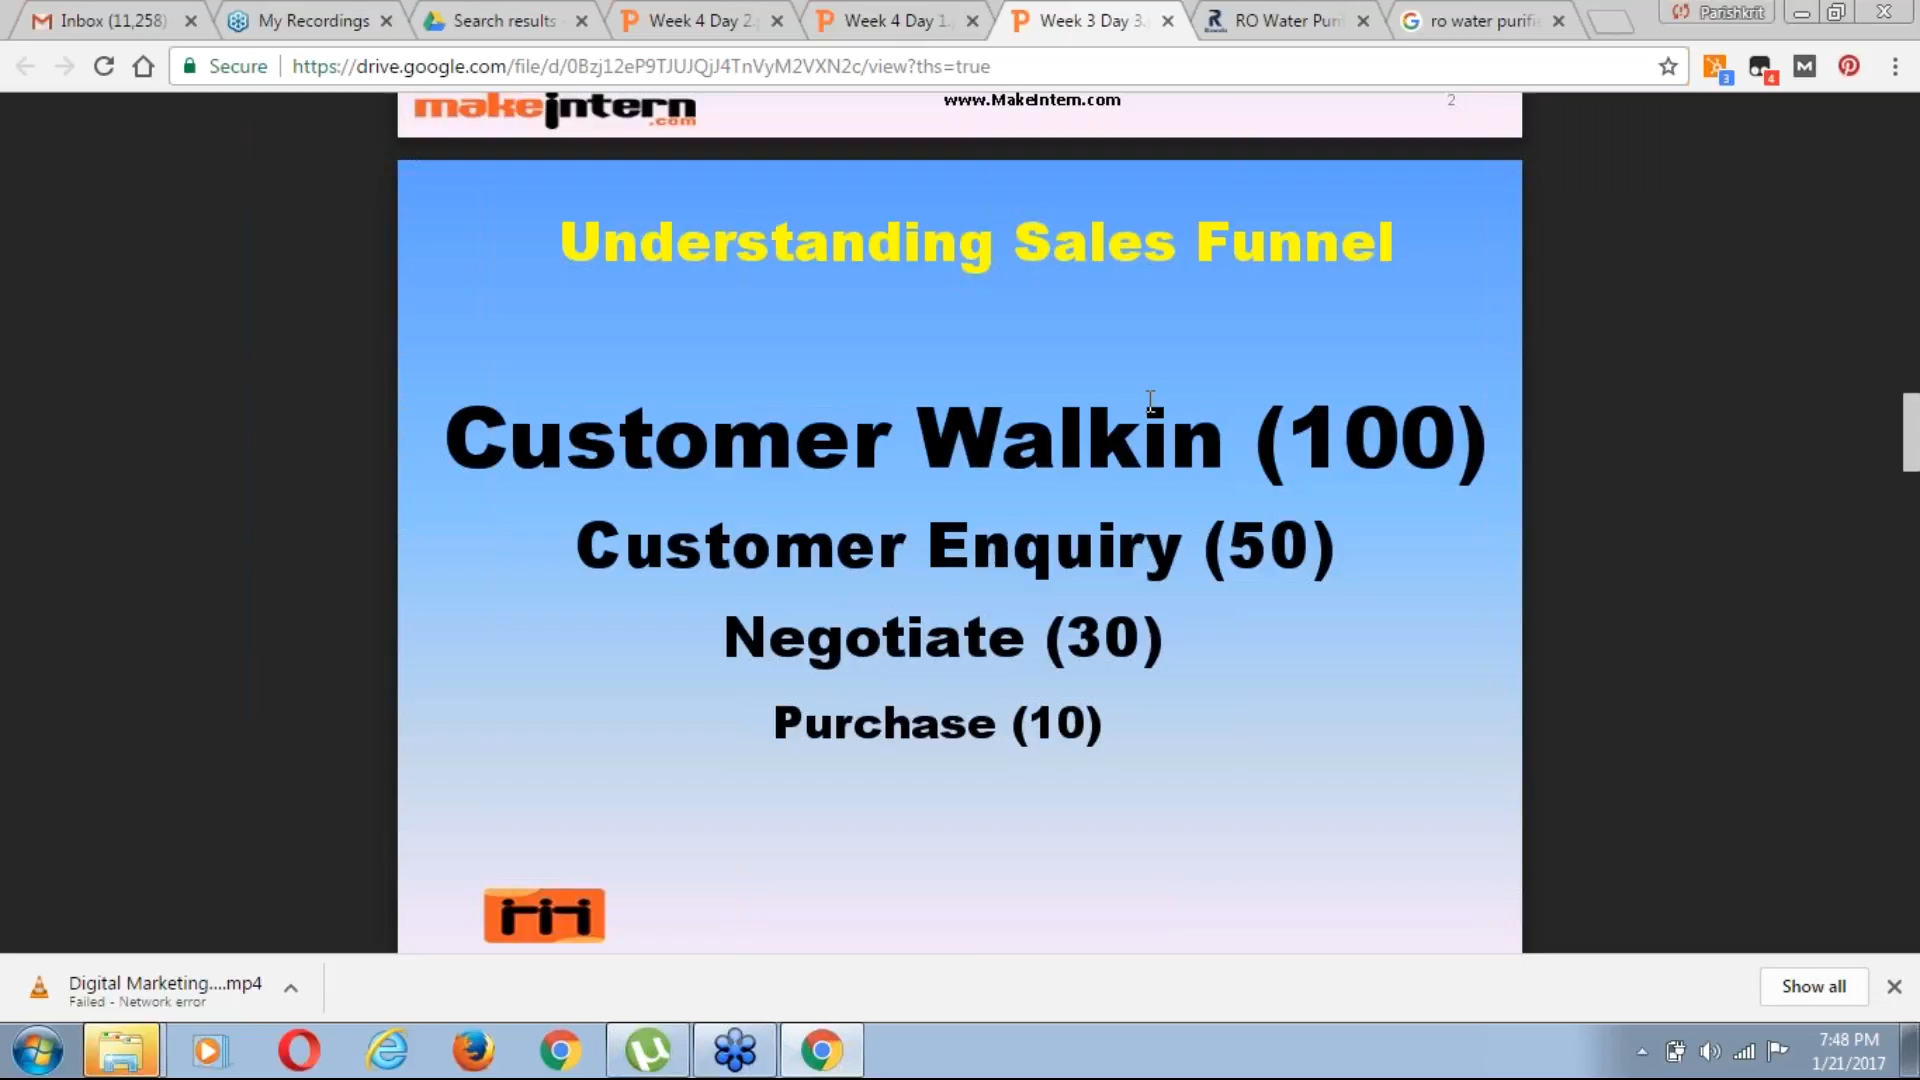 Inbox (11,258)
My Recordings
Search results
Week 4 Day 2.
Week 4 Day 1.
Week 3 Day 3.
RO Water Puri
ro water purifi
Parishkrit
Secure
https://drive.google.com/file/d/0Bzj12eP9TJUJQjJ4TnVyM2VXN2c/view?ths=true
3
4
makeintern
.com
www.MakeIntern.com
2
Understanding Sales Funnel
Customer Walkin (100)
Customer Enquiry (50)
Negotiate (30)
Purchase (10)
Digital Marketing....mp4
Failed - Network error
Show all
7:48 PM
1/21/2017